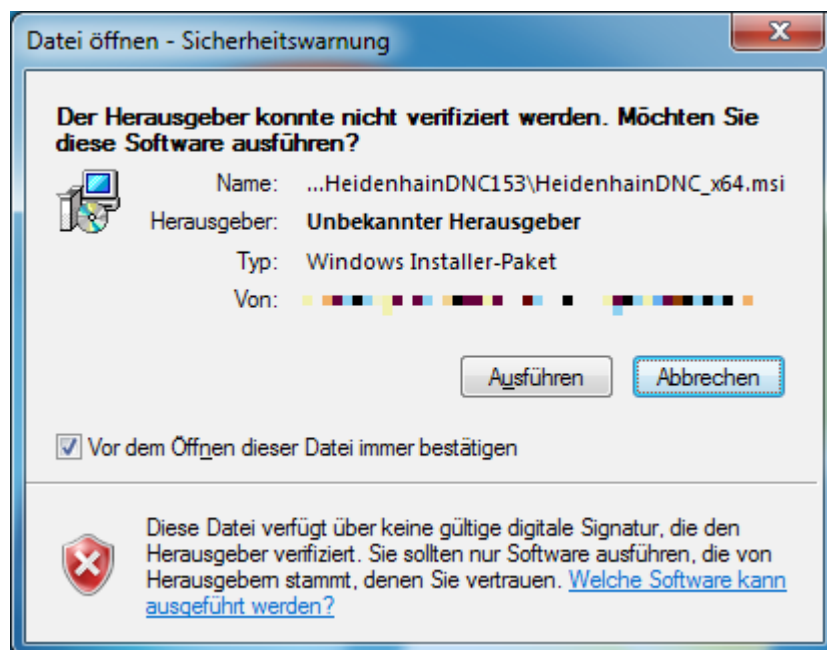 Datei öffnen - Sicherheitswarnung
Der Herausgeber konnte nicht verifiziert werden. Möchten Sie
diese Software ausführen?
Name: ...HeidenhainDNC153\HeidenhainDNC_x64.msi
Herausgeber: Unbekannter Herausgeber
Typ: Windows Installer-Paket
Von:
Ausführen Abbrechen
Vor dem Öffnen dieser Datei immer bestätigen
Diese Datei verfügt über keine gültige digitale Signatur, die den
Herausgeber verifiziert. Sie sollten nur Software ausführen, die von
Herausgebern stammt, denen Sie vertrauen. Welche Software kann
ausgeführt werden?